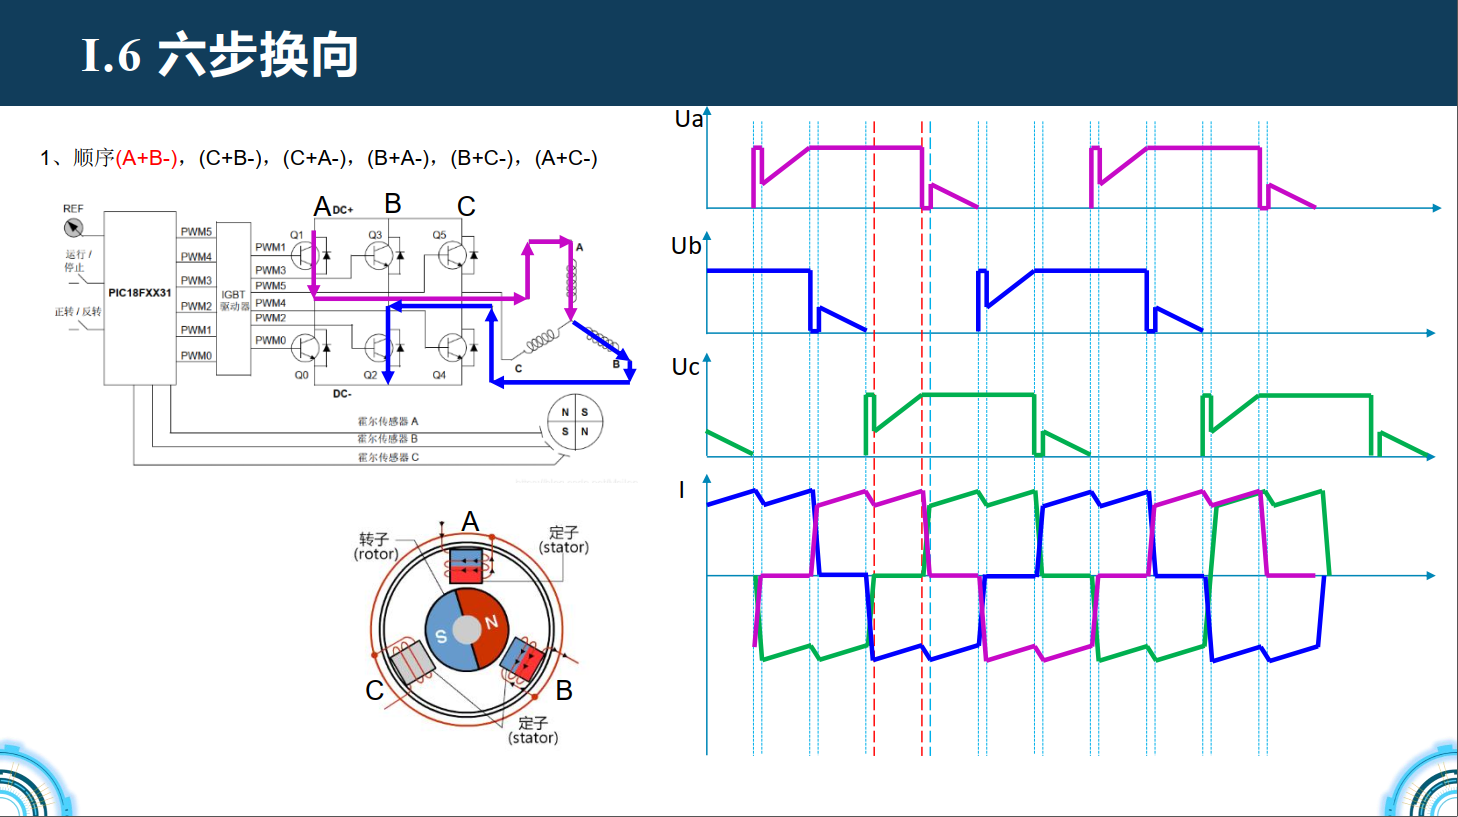 I.6 六步换向
1、顺序(A+B-)，(C+B-)，(C+A-)，(B+A-)，(B+C-)，(A+C-)
REF
运行 /
停止
正转 / 反转
PIC18FXX31
PWM5
PWM4
PWM3
PWM2
PWM1
PWM0
IGBT
驱动器
PWM1
PWM3
PWM5
PWM4
PWM2
PWM0
A
DC+
B
C
Q1
Q3
Q5
Q0
Q2
Q4
DC-
A
B
C
霍尔传感器 A
霍尔传感器 B
霍尔传感器 C
N
S
S
N
A
转子
(rotor)
定子
(stator)
S
N
C
B
定子
(stator)
Ua
Ub
Uc
I